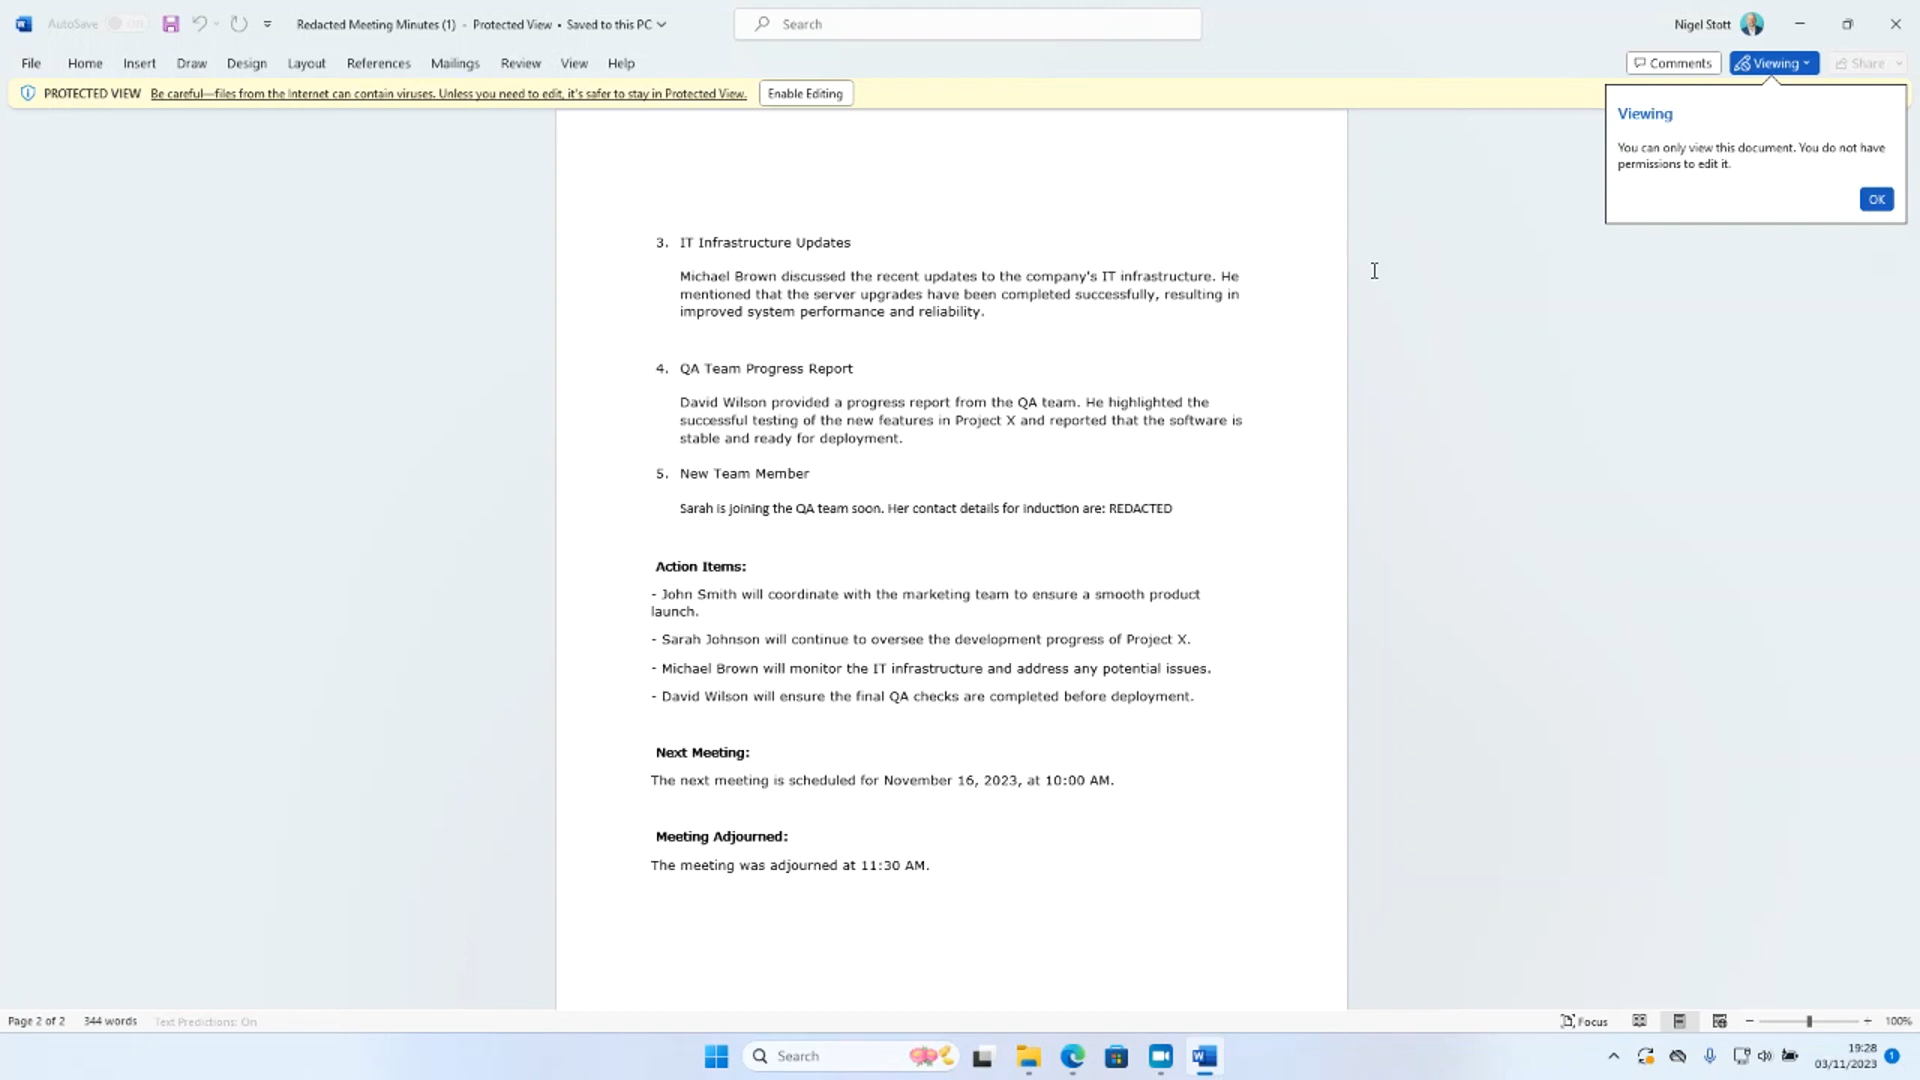 AutoSave Off
Redacted Meeting Minutes (1) - Protected View • Saved to this PC
Search
Nigel Stott
File Home Insert Draw Design Layout References Mailings Review View Help
Comments
Viewing
Share
PROTECTED VIEW Be careful—files from the Internet can contain viruses. Unless you need to edit, it's safer to stay in Protected View.
Enable Editing
Viewing
You can only view this document. You do not have
permissions to edit it.
OK
3. IT Infrastructure Updates
Michael Brown discussed the recent updates to the company's IT infrastructure. He
mentioned that the server upgrades have been completed successfully, resulting in
improved system performance and reliability.
4. QA Team Progress Report
David Wilson provided a progress report from the QA team. He highlighted the
successful testing of the new features in Project X and reported that the software is
stable and ready for deployment.
5. New Team Member
Sarah is joining the QA team soon. Her contact details for induction are: REDACTED
Action Items:
- John Smith will coordinate with the marketing team to ensure a smooth product
launch.
- Sarah Johnson will continue to oversee the development progress of Project X.
- Michael Brown will monitor the IT infrastructure and address any potential issues.
- David Wilson will ensure the final QA checks are completed before deployment.
Next Meeting:
The next meeting is scheduled for November 16, 2023, at 10:00 AM.
Meeting Adjourned:
The meeting was adjourned at 11:30 AM.
Page 2 of 2 344 words Text Predictions: On
Focus
100%
Search
19:28
03/11/2023
1